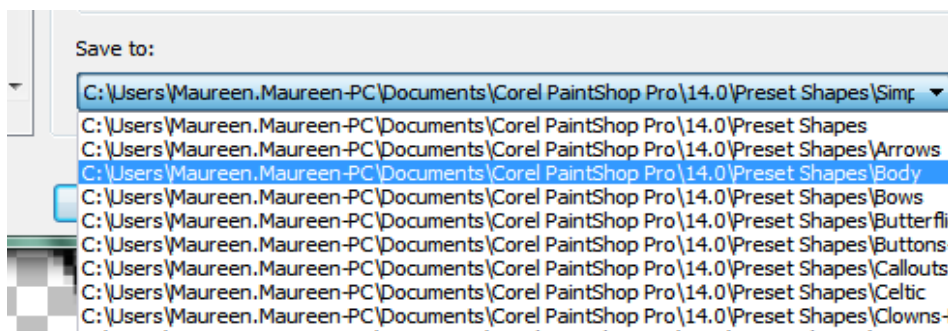 Save to:
C:\Users\Maureen.Maureen-PC\Documents\Corel PaintShop Pro\14.0\Preset Shapes\Simp
C:\Users\Maureen.Maureen-PC\Documents\Corel PaintShop Pro\14.0\Preset Shapes
C:\Users\Maureen.Maureen-PC\Documents\Corel PaintShop Pro\14.0\Preset Shapes\Arrows
C:\Users\Maureen.Maureen-PC\Documents\Corel PaintShop Pro\14.0\Preset Shapes\Body
C:\Users\Maureen.Maureen-PC\Documents\Corel PaintShop Pro\14.0\Preset Shapes\Bows
C:\Users\Maureen.Maureen-PC\Documents\Corel PaintShop Pro\14.0\Preset Shapes\Butterfli
C:\Users\Maureen.Maureen-PC\Documents\Corel PaintShop Pro\14.0\Preset Shapes\Buttons
C:\Users\Maureen.Maureen-PC\Documents\Corel PaintShop Pro\14.0\Preset Shapes\Callouts
C:\Users\Maureen.Maureen-PC\Documents\Corel PaintShop Pro\14.0\Preset Shapes\Celtic
C:\Users\Maureen.Maureen-PC\Documents\Corel PaintShop Pro\14.0\Preset Shapes\Clowns-